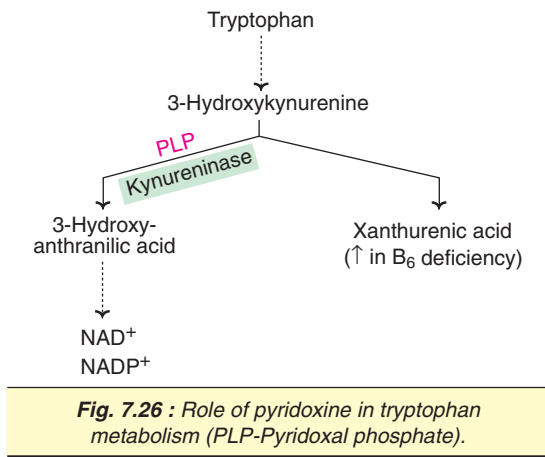 Tryptophan
3-Hydroxykynurenine
PLP
Kynureninase
3-Hydroxy-
anthranilic acid
Xanthurenic acid
(↑ in B₆ deficiency)
NAD⁺
NADP⁺
Fig. 7.26 : Role of pyridoxine in tryptophan
metabolism (PLP-Pyridoxal phosphate).